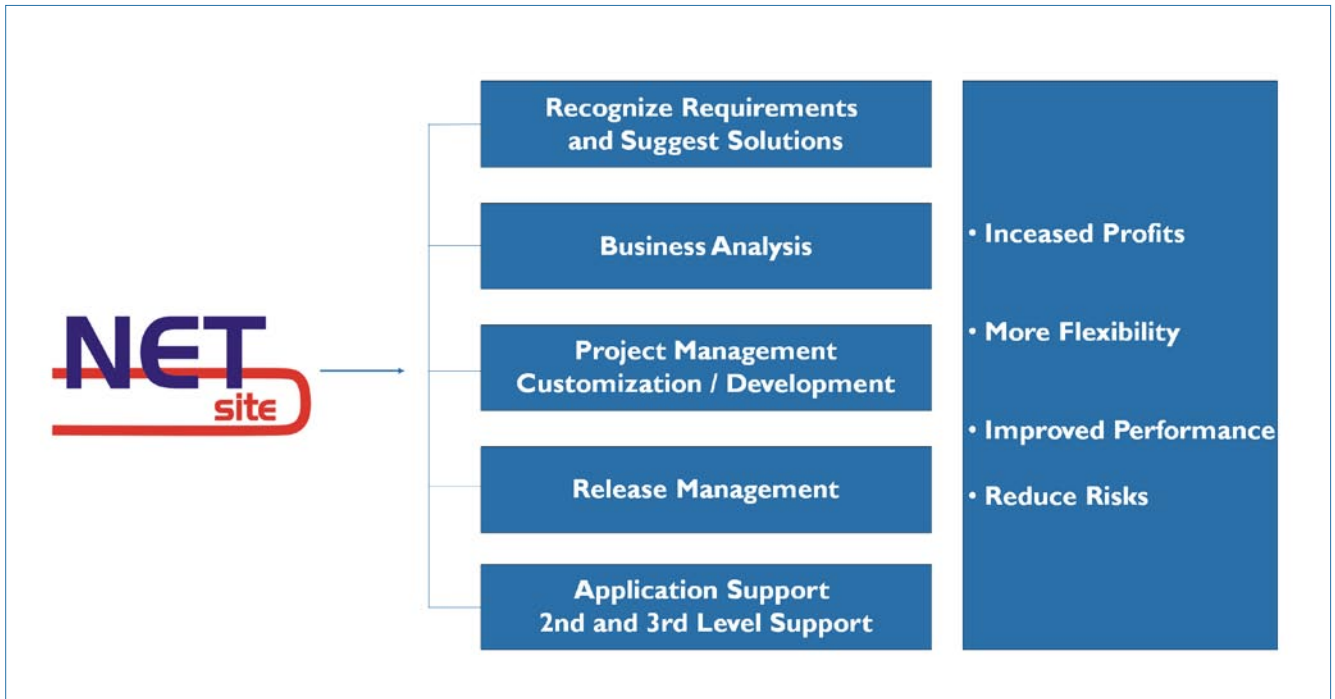 NET
site
Recognize Requirements
and Suggest Solutions
Business Analysis
Project Management
Customization / Development
Release Management
Application Support
2nd and 3rd Level Support
• Inceased Profits
• More Flexibility
• Improved Performance
• Reduce Risks